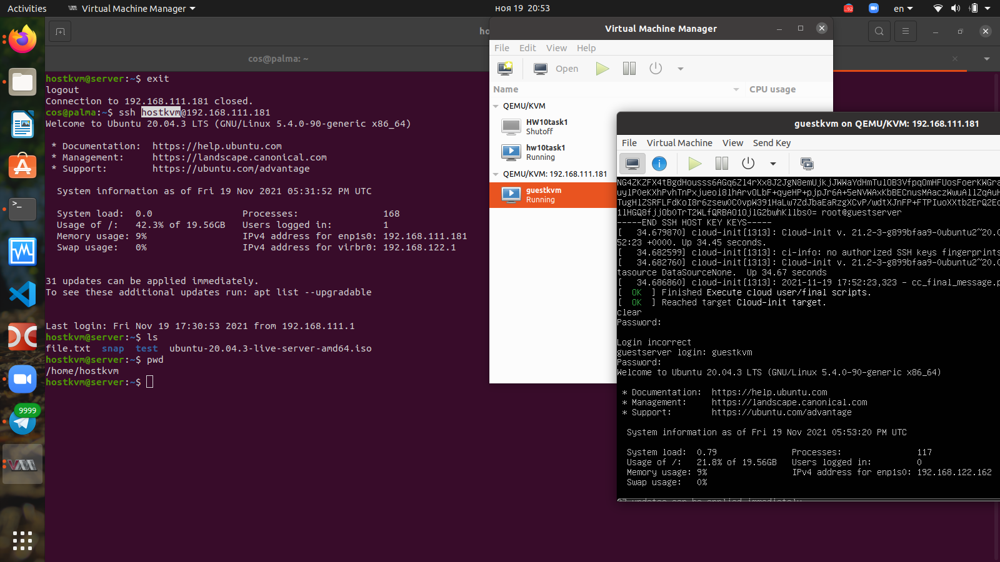 Activities
Virtual Machine Manager
ноя 19 20:53
92
en
cos@palma: ~
hostkvm@server:~$ exit
logout
Connection to 192.168.111.181 closed.
cos@palma:~$ ssh hostkvm@192.168.111.181
Welcome to Ubuntu 20.04.3 LTS (GNU/Linux 5.4.0-90-generic x86_64)
* Documentation: https://help.ubuntu.com
* Management: https://landscape.canonical.com
* Support: https://ubuntu.com/advantage
System information as of Fri 19 Nov 2021 05:31:52 PM UTC
System load: 0.0 Processes: 168
Usage of /: 42.3% of 19.56GB Users logged in: 1
Memory usage: 9% IPv4 address for enp1s0: 192.168.111.181
Swap usage: 0% IPv4 address for virbr0: 192.168.122.1
31 updates can be applied immediately.
To see these additional updates run: apt list --upgradable
Last login: Fri Nov 19 17:30:53 2021 from 192.168.111.1
hostkvm@server:~$ ls
file.txt snap test ubuntu-20.04.3-live-server-amd64.iso
hostkvm@server:~$ pwd
/home/hostkvm
hostkvm@server:~$
9999
Virtual Machine Manager
File Edit View Help
Open
Name CPU usage
QEMU/KVM
HW10task1
Shutoff
hw10task1
Running
QEMU/KVM: 192.168.111.181
guestkvm
Running
guestkvm on QEMU/KVM: 192.168.111.181
File Virtual Machine View Send Key
-----END SSH HOST KEY KEYS-----
[ 34.679870] cloud-init[1313]: Cloud-init v. 21.2-3-g899bfaa9-0ubuntu2~20.0
52:23 +0000. Up 34.45 seconds.
[ 34.682599] cloud-init[1313]: ci-info: no authorized SSH keys fingerprints
[ 34.682760] cloud-init[1313]: Cloud-init v. 21.2-3-g899bfaa9-0ubuntu2~20.0
tasource DataSourceNone. Up 34.67 seconds
[ 34.686860] cloud-init[1313]: 2021-11-19 17:52:23,323 - cc_final_message.p
[ OK ] Finished Execute cloud user/final scripts.
[ OK ] Reached target Cloud-init target.
clear
Password:
Login incorrect
guestserver login: guestkvm
Password:
Welcome to Ubuntu 20.04.3 LTS (GNU/Linux 5.4.0-90-generic x86_64)
* Documentation: https://help.ubuntu.com
* Management: https://landscape.canonical.com
* Support: https://ubuntu.com/advantage
System information as of Fri 19 Nov 2021 05:53:20 PM UTC
System load: 0.79 Processes: 117
Usage of /: 21.8% of 19.56GB Users logged in: 0
Memory usage: 9% IPv4 address for enp1s0: 192.168.122.162
Swap usage: 0%
updates can be applied immediately